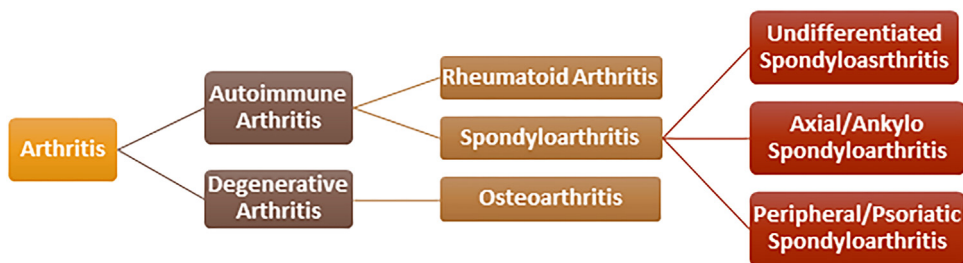 Arthritis
Autoimmune
Arthritis
Degenerative
Arthritis
Rheumatoid Arthritis
Spondyloarthritis
Osteoarthritis
Undifferentiated
Spondyloasrthritis
Axial/Ankylo
Spondyloarthritis
Peripheral/Psoriatic
Spondyloarthritis